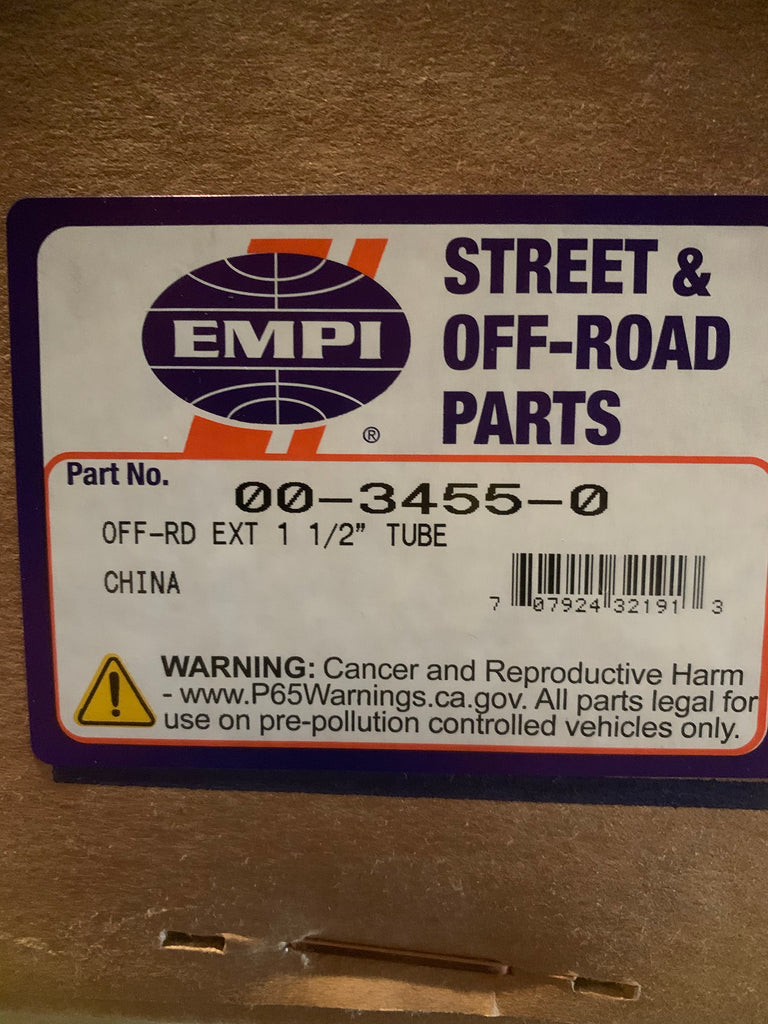 EMPI
®
STREET &
OFF-ROAD
PARTS
Part No.
00-3455-0
OFF-RD EXT 1 1/2” TUBE
CHINA
7 07924 32191 3
WARNING: Cancer and Reproductive Harm
- www.P65Warnings.ca.gov. All parts legal for
use on pre-pollution controlled vehicles only.